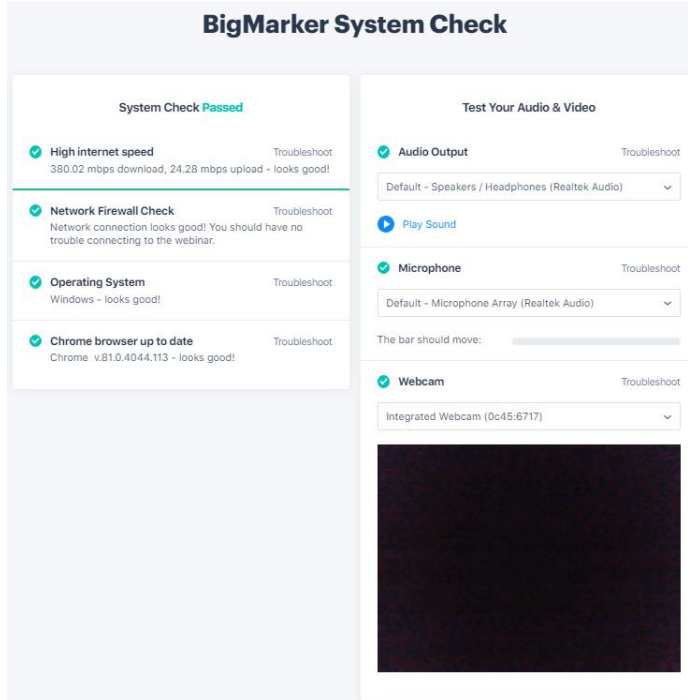 BigMarker System Check
System Check Passed
High internet speed Troubleshoot
380.02 mbps download, 24.28 mbps upload - looks good!
Network Firewall Check Troubleshoot
Network connection looks good! You should have no
trouble connecting to the webinar.
Operating System Troubleshoot
Windows - looks good!
Chrome browser up to date Troubleshoot
Chrome v.81.0.4044.113 - looks good!
Test Your Audio & Video
Audio Output Troubleshoot
Default - Speakers / Headphones (Realtek Audio)
Play Sound
Microphone Troubleshoot
Default - Microphone Array (Realtek Audio)
The bar should move:
Webcam Troubleshoot
Integrated Webcam (0c45:6717)